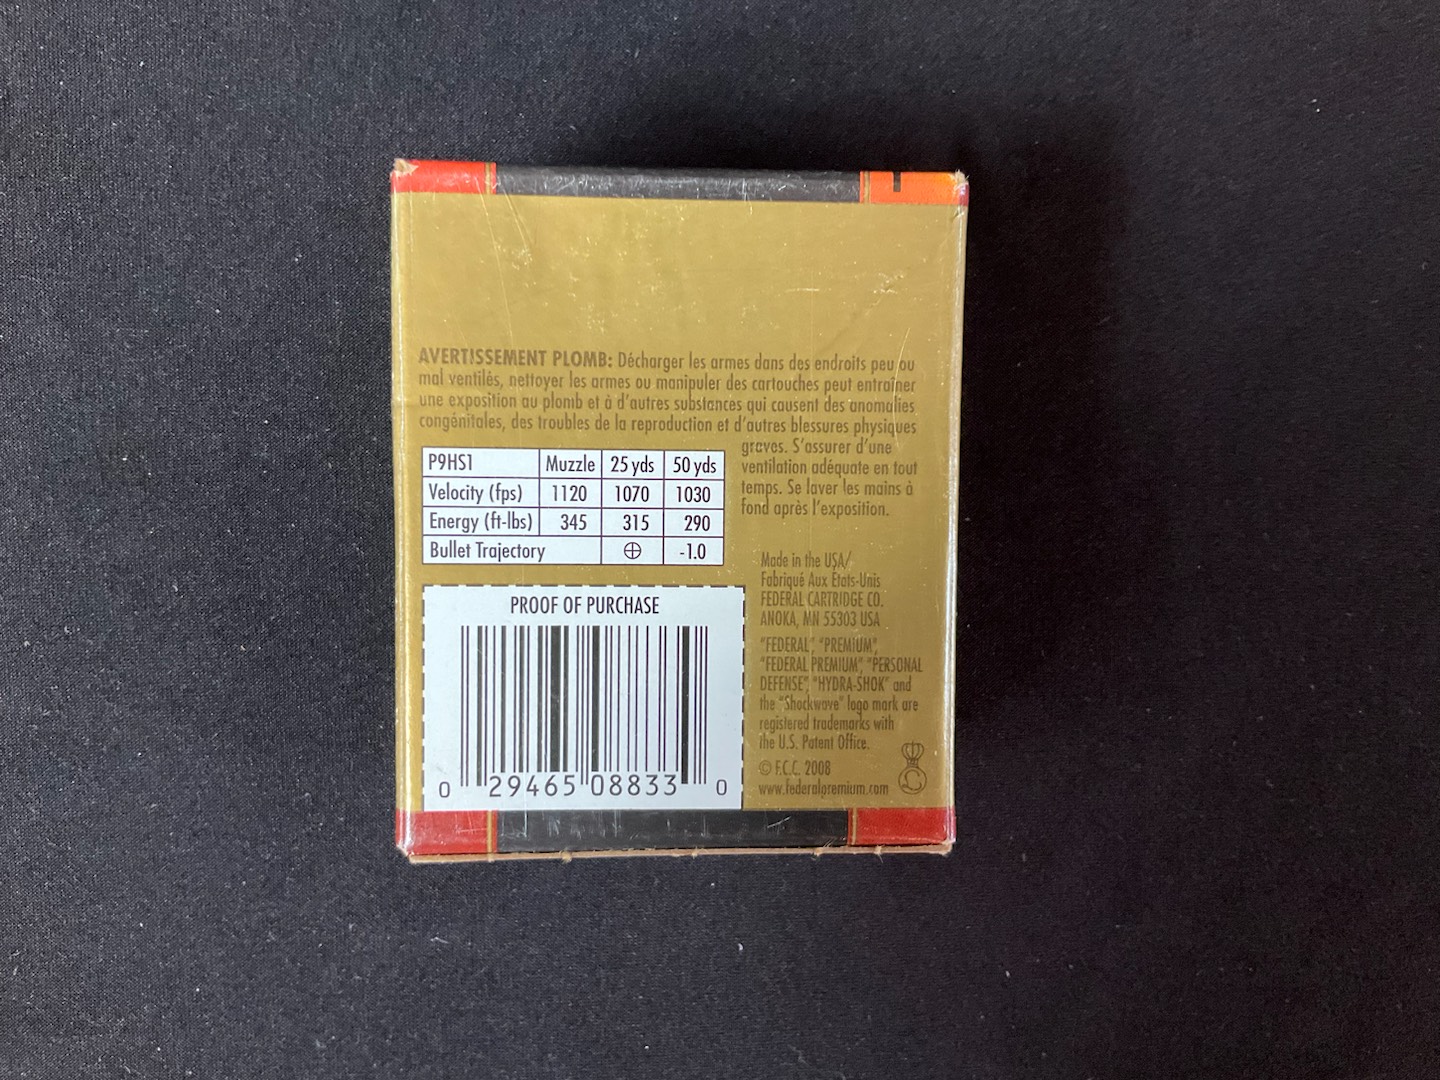 AVERTISSEMENT PLOMB: Décharger les armes dans des endroits peu ou
mal ventilés, nettoyer les armes ou manipuler des cartouches peut entraîner
une exposition au plomb et à d'autres substances qui causent des anomalies
congénitales, des troubles de la reproduction et d'autres blessures physiques
graves. S'assurer d'une
ventilation adéquate en tout
temps. Se laver les mains à
fond après l'exposition.
P9HS1 Muzzle 25 yds 50 yds
Velocity (fps) 1120 1070 1030
Energy (ft-lbs) 345 315 290
Bullet Trajectory ⊕ -1.0
Made in the USA/
Fabriqué Aux États-Unis
FEDERAL CARTRIDGE CO.
ANOKA, MN 55303 USA
"FEDERAL", "PREMIUM",
"FEDERAL PREMIUM", "PERSONAL
DEFENSE", "HYDRA-SHOK" and
the "Shockwave" logo mark are
registered trademarks with
the U.S. Patent Office.
© F.C.C. 2008
www.federalpremium.com
PROOF OF PURCHASE
0 29465 08833 0